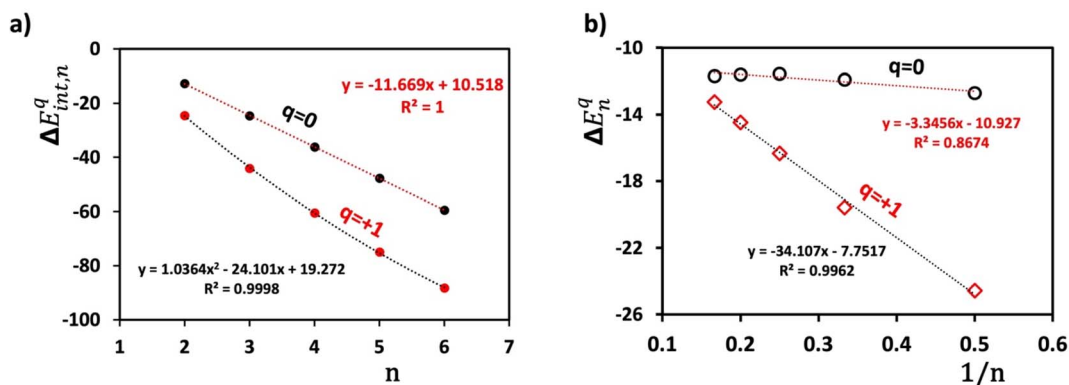 a)
0
-20
-40
-60
-80
-100
ΔE^q_{int,n}
q=0
y = -11.669x + 10.518
R² = 1
q=+1
y = 1.0364x² - 24.101x + 19.272
R² = 0.9998
1 2 3 4 5 6 7
n
b)
-10
-14
-18
-22
-26
ΔE^q_n
q=0
y = -3.3456x - 10.927
R² = 0.8674
q=+1
y = -34.107x - 7.7517
R² = 0.9962
0.1 0.2 0.3 0.4 0.5 0.6
1/n